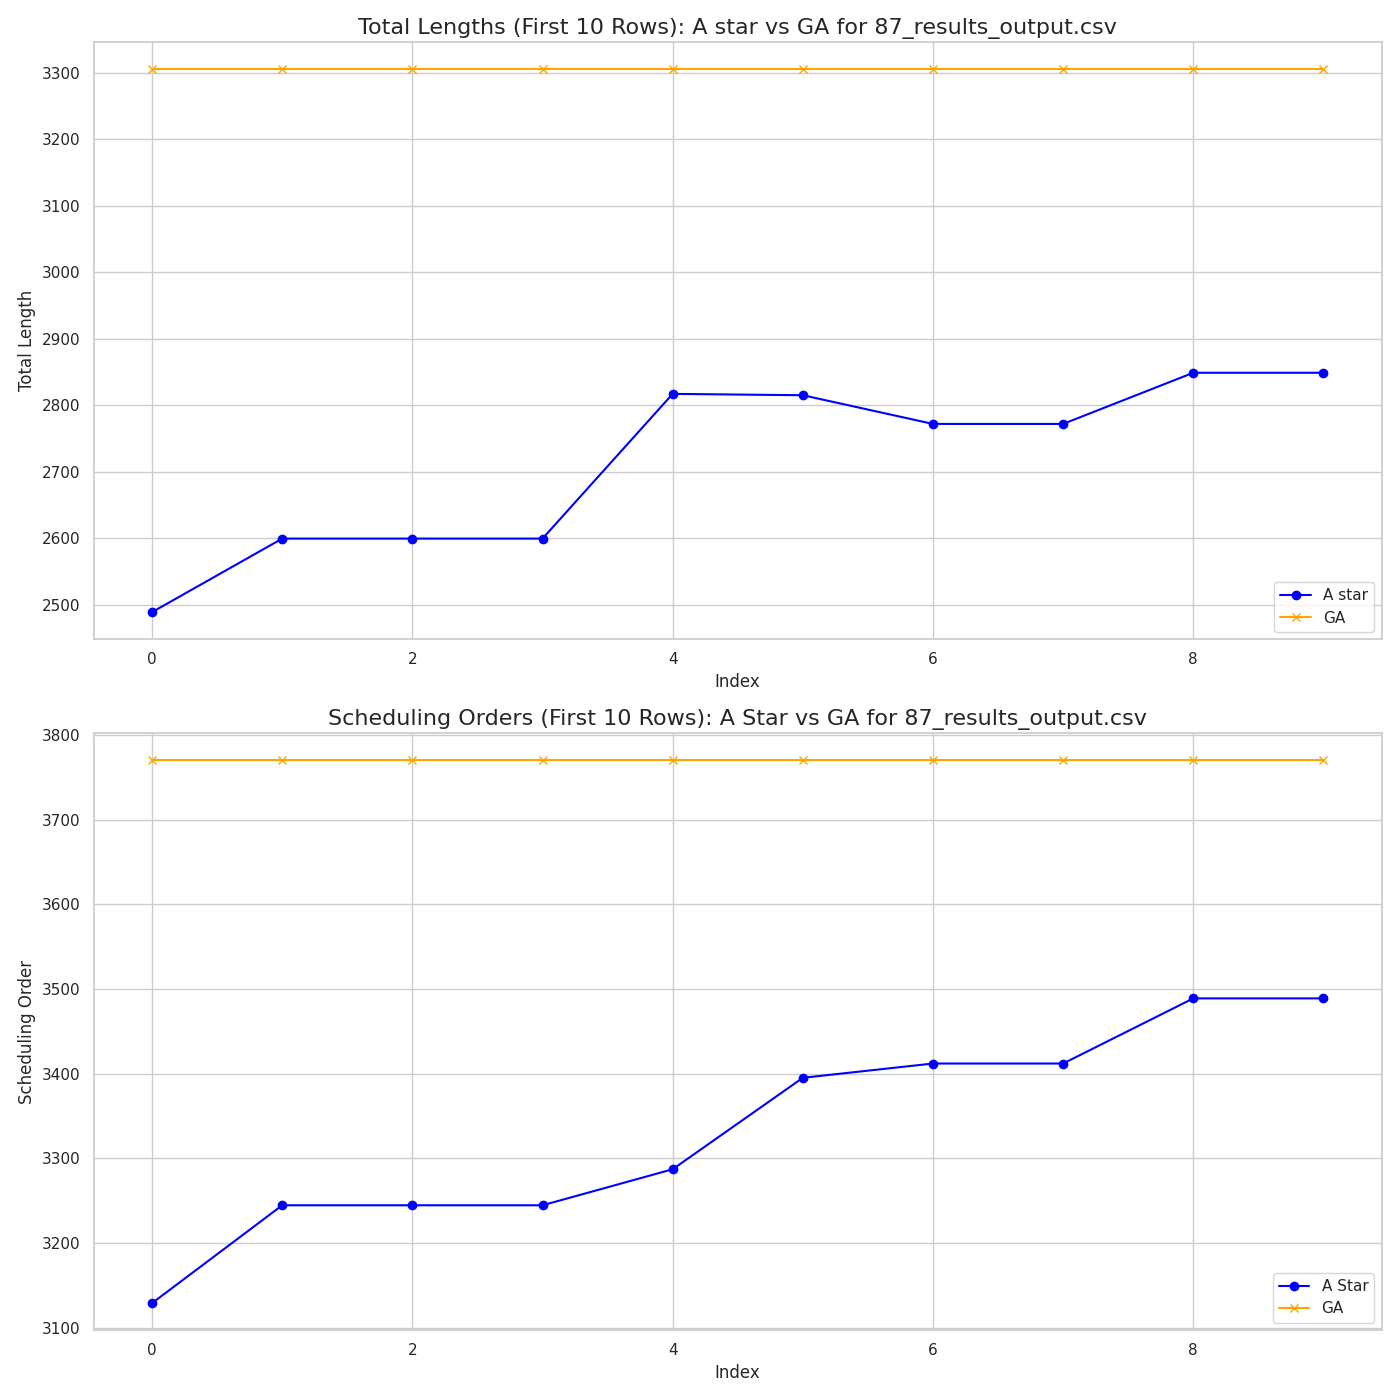 Total Lengths (First 10 Rows): A star vs GA for 87_results_output.csv
3300
3200
3100
3000
2900
2800
2700
2600
2500
Total Length
A star
GA
0 2 4 6 8
Index
Scheduling Orders (First 10 Rows): A Star vs GA for 87_results_output.csv
3800
3700
3600
3500
3400
3300
3200
3100
Scheduling Order
A Star
GA
0 2 4 6 8
Index